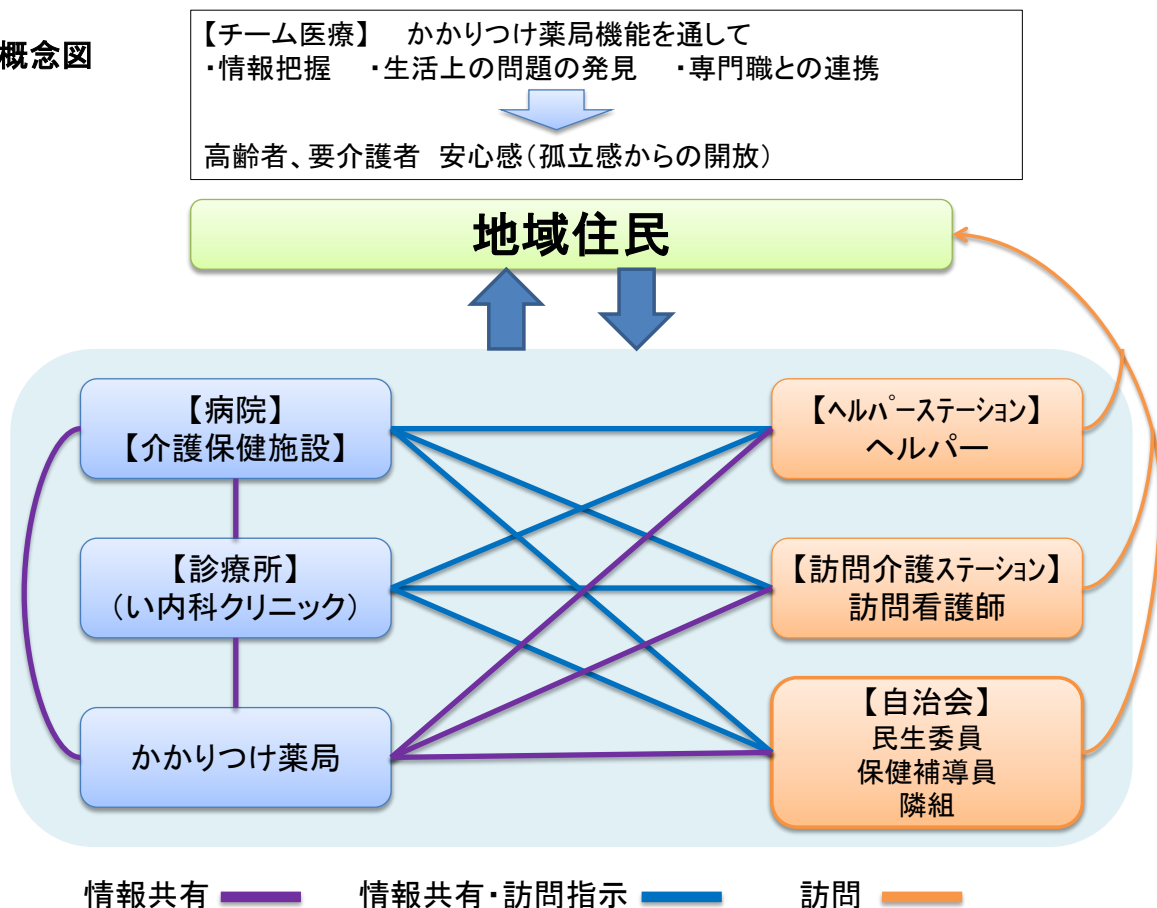 概念図
【チーム医療】　かかりつけ薬局機能を通して
・情報把握　・生活上の問題の発見　・専門職との連携
高齢者、要介護者　安心感（孤立感からの開放）
地域住民
【病院】
【介護保健施設】
【診療所】
（い内科クリニック）
かかりつけ薬局
【ﾍﾙﾊﾟｰステーション】
ヘルパー
【訪問介護ｽﾃｰｼｮﾝ】
訪問看護師
【自治会】
民生委員
保健補導員
隣組
情報共有
情報共有・訪問指示
訪問